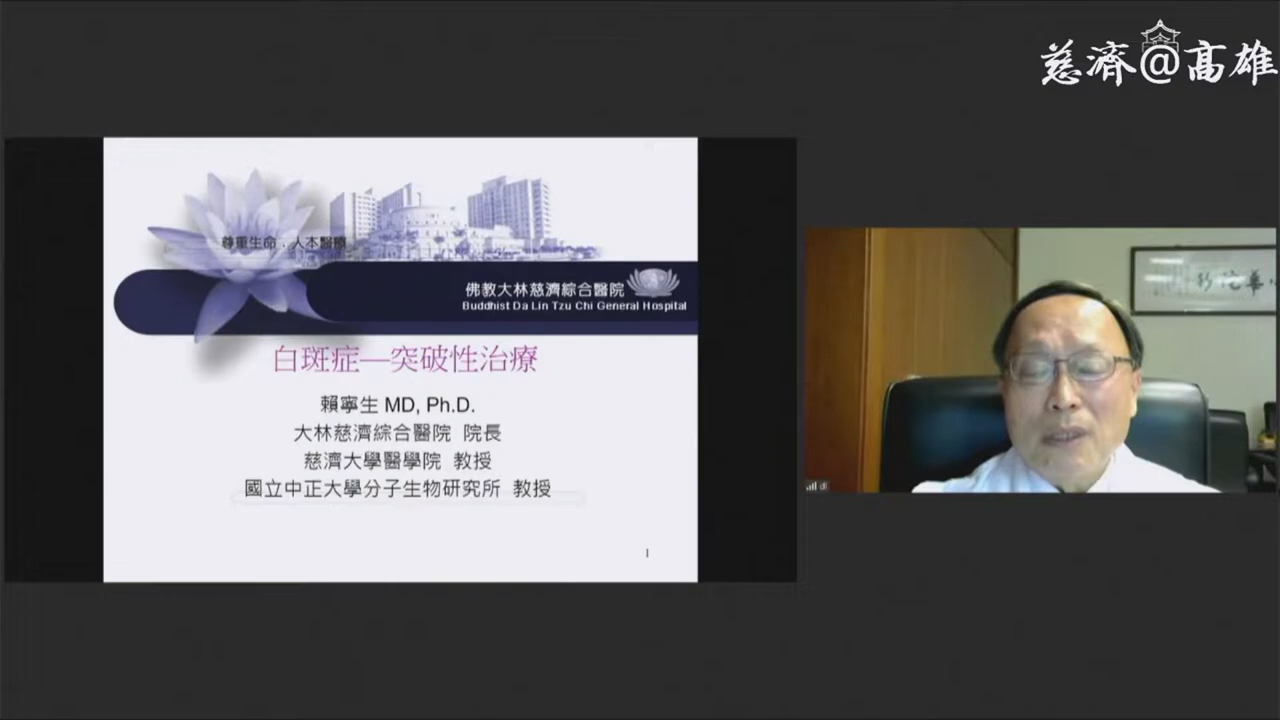 慈濟@高雄
尊重生命．人本醫療
佛教大林慈濟綜合醫院
Buddhist Da Lin Tzu Chi General Hospital
白斑症—突破性治療
賴寧生 MD, Ph.D.
大林慈濟綜合醫院 院長
慈濟大學醫學院 教授
國立中正大學分子生物研究所 教授
1